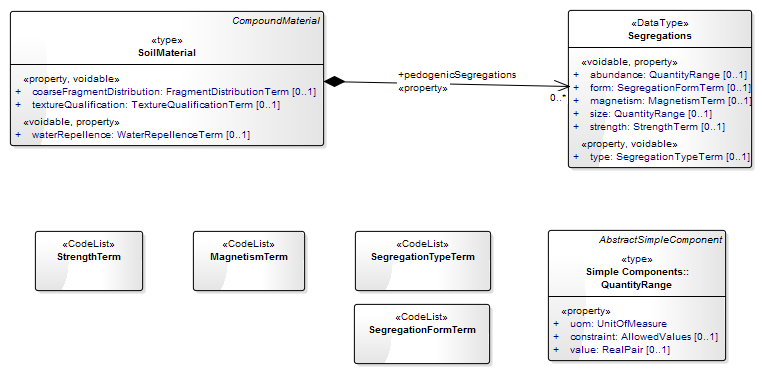 CompoundMaterial
«type»
SoilMaterial
«property, voidable»
+ coarseFragmentDistribution: FragmentDistributionTerm [0..1]
+ textureQualification: TextureQualificationTerm [0..1]
«voidable, property»
+ waterRepellence: WaterRepellenceTerm [0..1]
+pedogenicSegregations
«property»
0..*
«DataType»
Segregations
«voidable, property»
+ abundance: QuantityRange [0..1]
+ form: SegregationFormTerm [0..1]
+ magnetism: MagnetismTerm [0..1]
+ size: QuantityRange [0..1]
+ strength: StrengthTerm [0..1]
«property, voidable»
+ type: SegregationTypeTerm [0..1]
«CodeList»
StrengthTerm
«CodeList»
MagnetismTerm
«CodeList»
SegregationTypeTerm
«CodeList»
SegregationFormTerm
AbstractSimpleComponent
«type»
Simple Components::
QuantityRange
«property»
+ uom: UnitOfMeasure
+ constraint: AllowedValues [0..1]
+ value: RealPair [0..1]